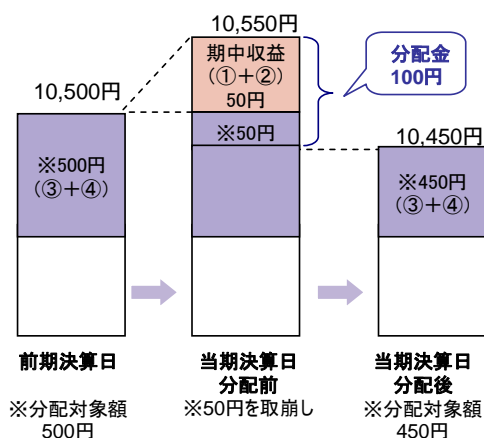 10,550円
期中収益
(①+②)
50円
分配金
100円
10,500円
※50円
10,450円
※500円
(③+④)
※450円
(③+④)
前期決算日
当期決算日
分配前
当期決算日
分配後
※分配対象額
500円
※50円を取崩し
※分配対象額
450円